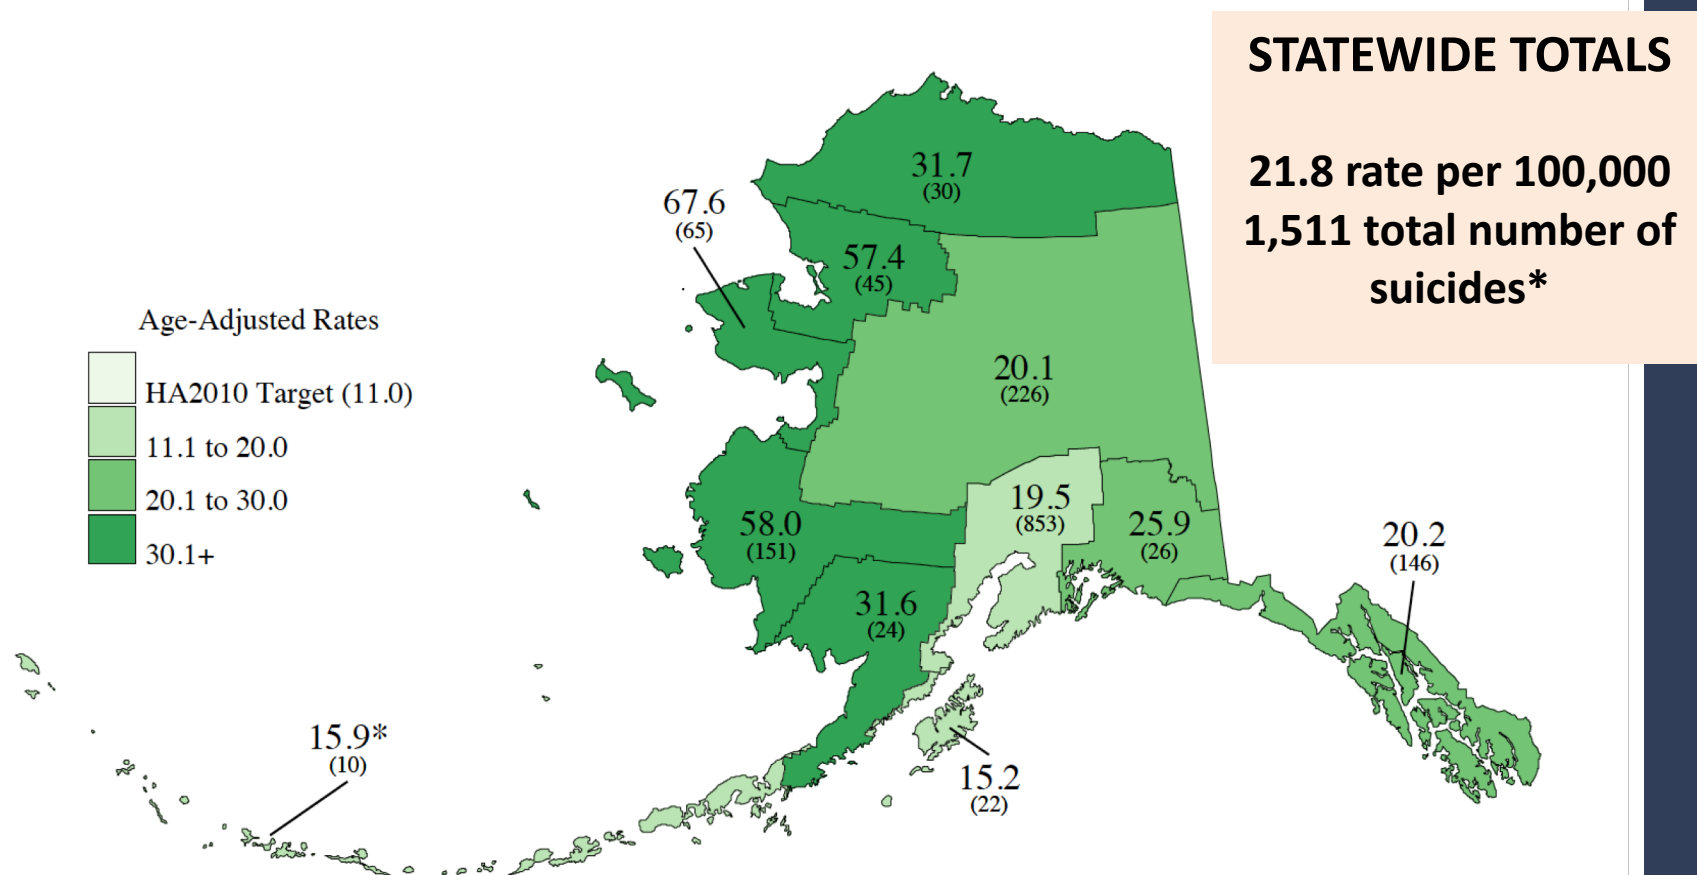 STATEWIDE TOTALS
21.8 rate per 100,000
1,511 total number of
suicides*
31.7
(30)
67.6
(65)
57.4
(45)
Age-Adjusted Rates
HA2010 Target (11.0)
11.1 to 20.0
20.1 to 30.0
30.1+
20.1
(226)
19.5
(853)
58.0
(151)
25.9
(26)
20.2
(146)
31.6
(24)
15.9*
(10)
15.2
(22)